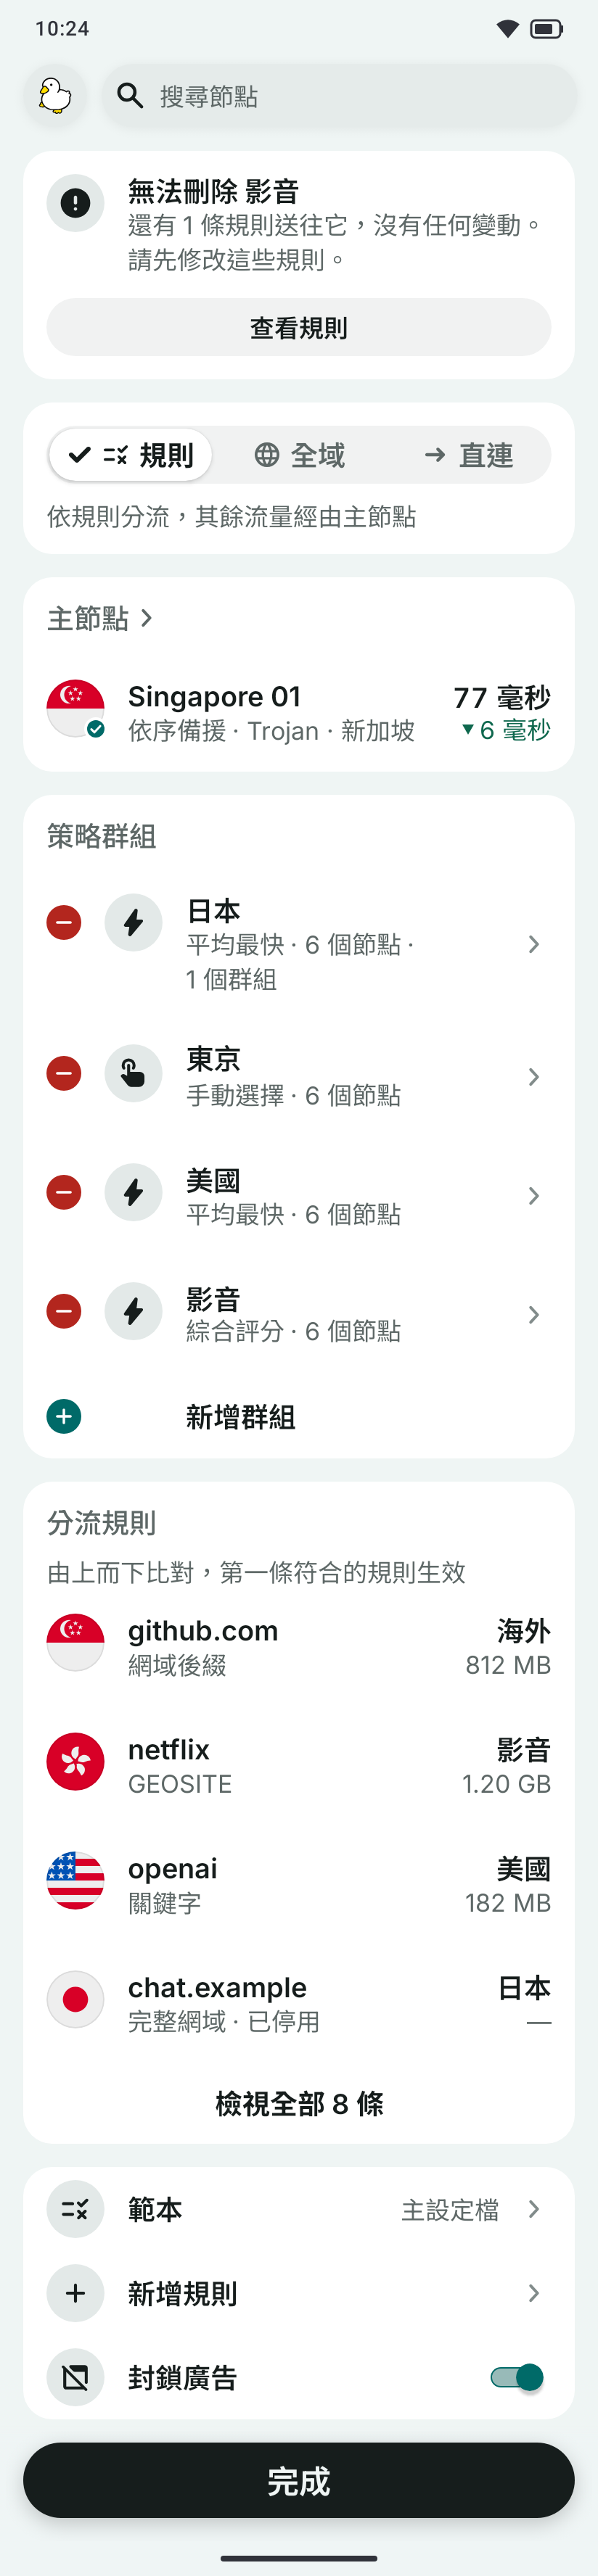 10:24
搜尋節點
無法刪除 影音
還有 1 條規則送往它，沒有任何變動。
請先修改這些規則。
查看規則
規則
全域
直連
依規則分流，其餘流量經由主節點
主節點
Singapore 01
77 毫秒
依序備援 · Trojan · 新加坡
▼6 毫秒
策略群組
日本
平均最快 · 6 個節點 ·
1 個群組
東京
手動選擇 · 6 個節點
美國
平均最快 · 6 個節點
影音
綜合評分 · 6 個節點
新增群組
分流規則
由上而下比對，第一條符合的規則生效
github.com
海外
網域後綴
812 MB
netflix
影音
GEOSITE
1.20 GB
openai
美國
關鍵字
182 MB
chat.example
日本
完整網域 · 已停用
—
檢視全部 8 條
範本
主設定檔
新增規則
封鎖廣告
完成